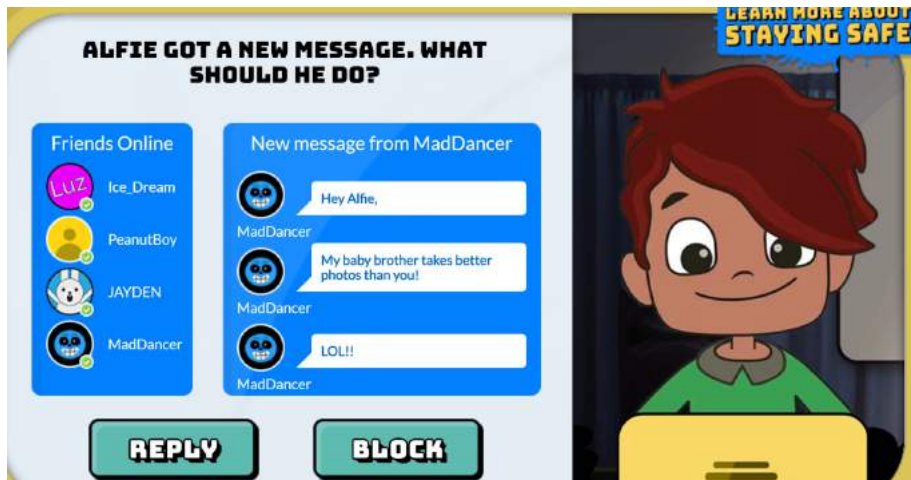 LEARN MORE ABOUT
STAYING SAFE
ALFIE GOT A NEW MESSAGE. WHAT
SHOULD HE DO?
Friends Online
LUZ
Ice_Dream
PeanutBoy
JAYDEN
MadDancer
New message from MadDancer
Hey Alfie,
MadDancer
My baby brother takes better
photos than you!
MadDancer
LOL!!
MadDancer
REPLY
BLOCK